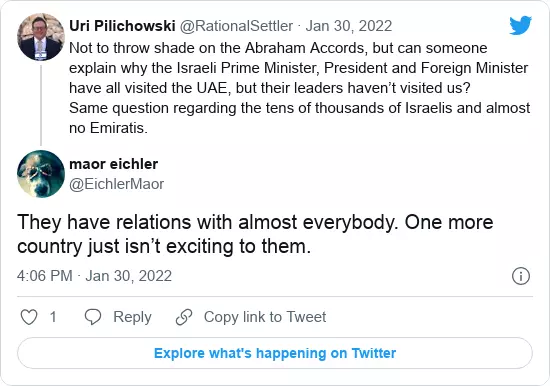 Uri Pilichowski @RationalSettler · Jan 30, 2022
Not to throw shade on the Abraham Accords, but can someone
explain why the Israeli Prime Minister, President and Foreign Minister
have all visited the UAE, but their leaders haven’t visited us?
Same question regarding the tens of thousands of Israelis and almost
no Emiratis.
maor eichler
@EichlerMaor
They have relations with almost everybody. One more
country just isn’t exciting to them.
4:06 PM · Jan 30, 2022
1 Reply Copy link to Tweet
Explore what's happening on Twitter